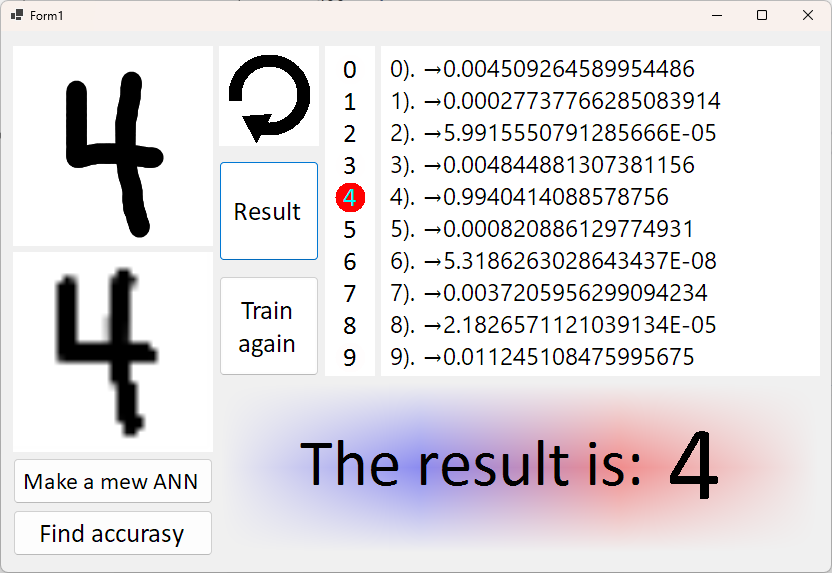 Form1
4
4
Make a mew ANN
Find accurasy
Result
Train
again
0
1
2
3
4
5
6
7
8
9
0). →0.004509264589954486
1). →0.00027737766285083914
2). →5.9915550791285666E-05
3). →0.004844881307381156
4). →0.9940414088578756
5). →0.000820886129774931
6). →5.3186263028643437E-08
7). →0.0037205956299094234
8). →2.1826571121039134E-05
9). →0.011245108475995675
The result is: 4